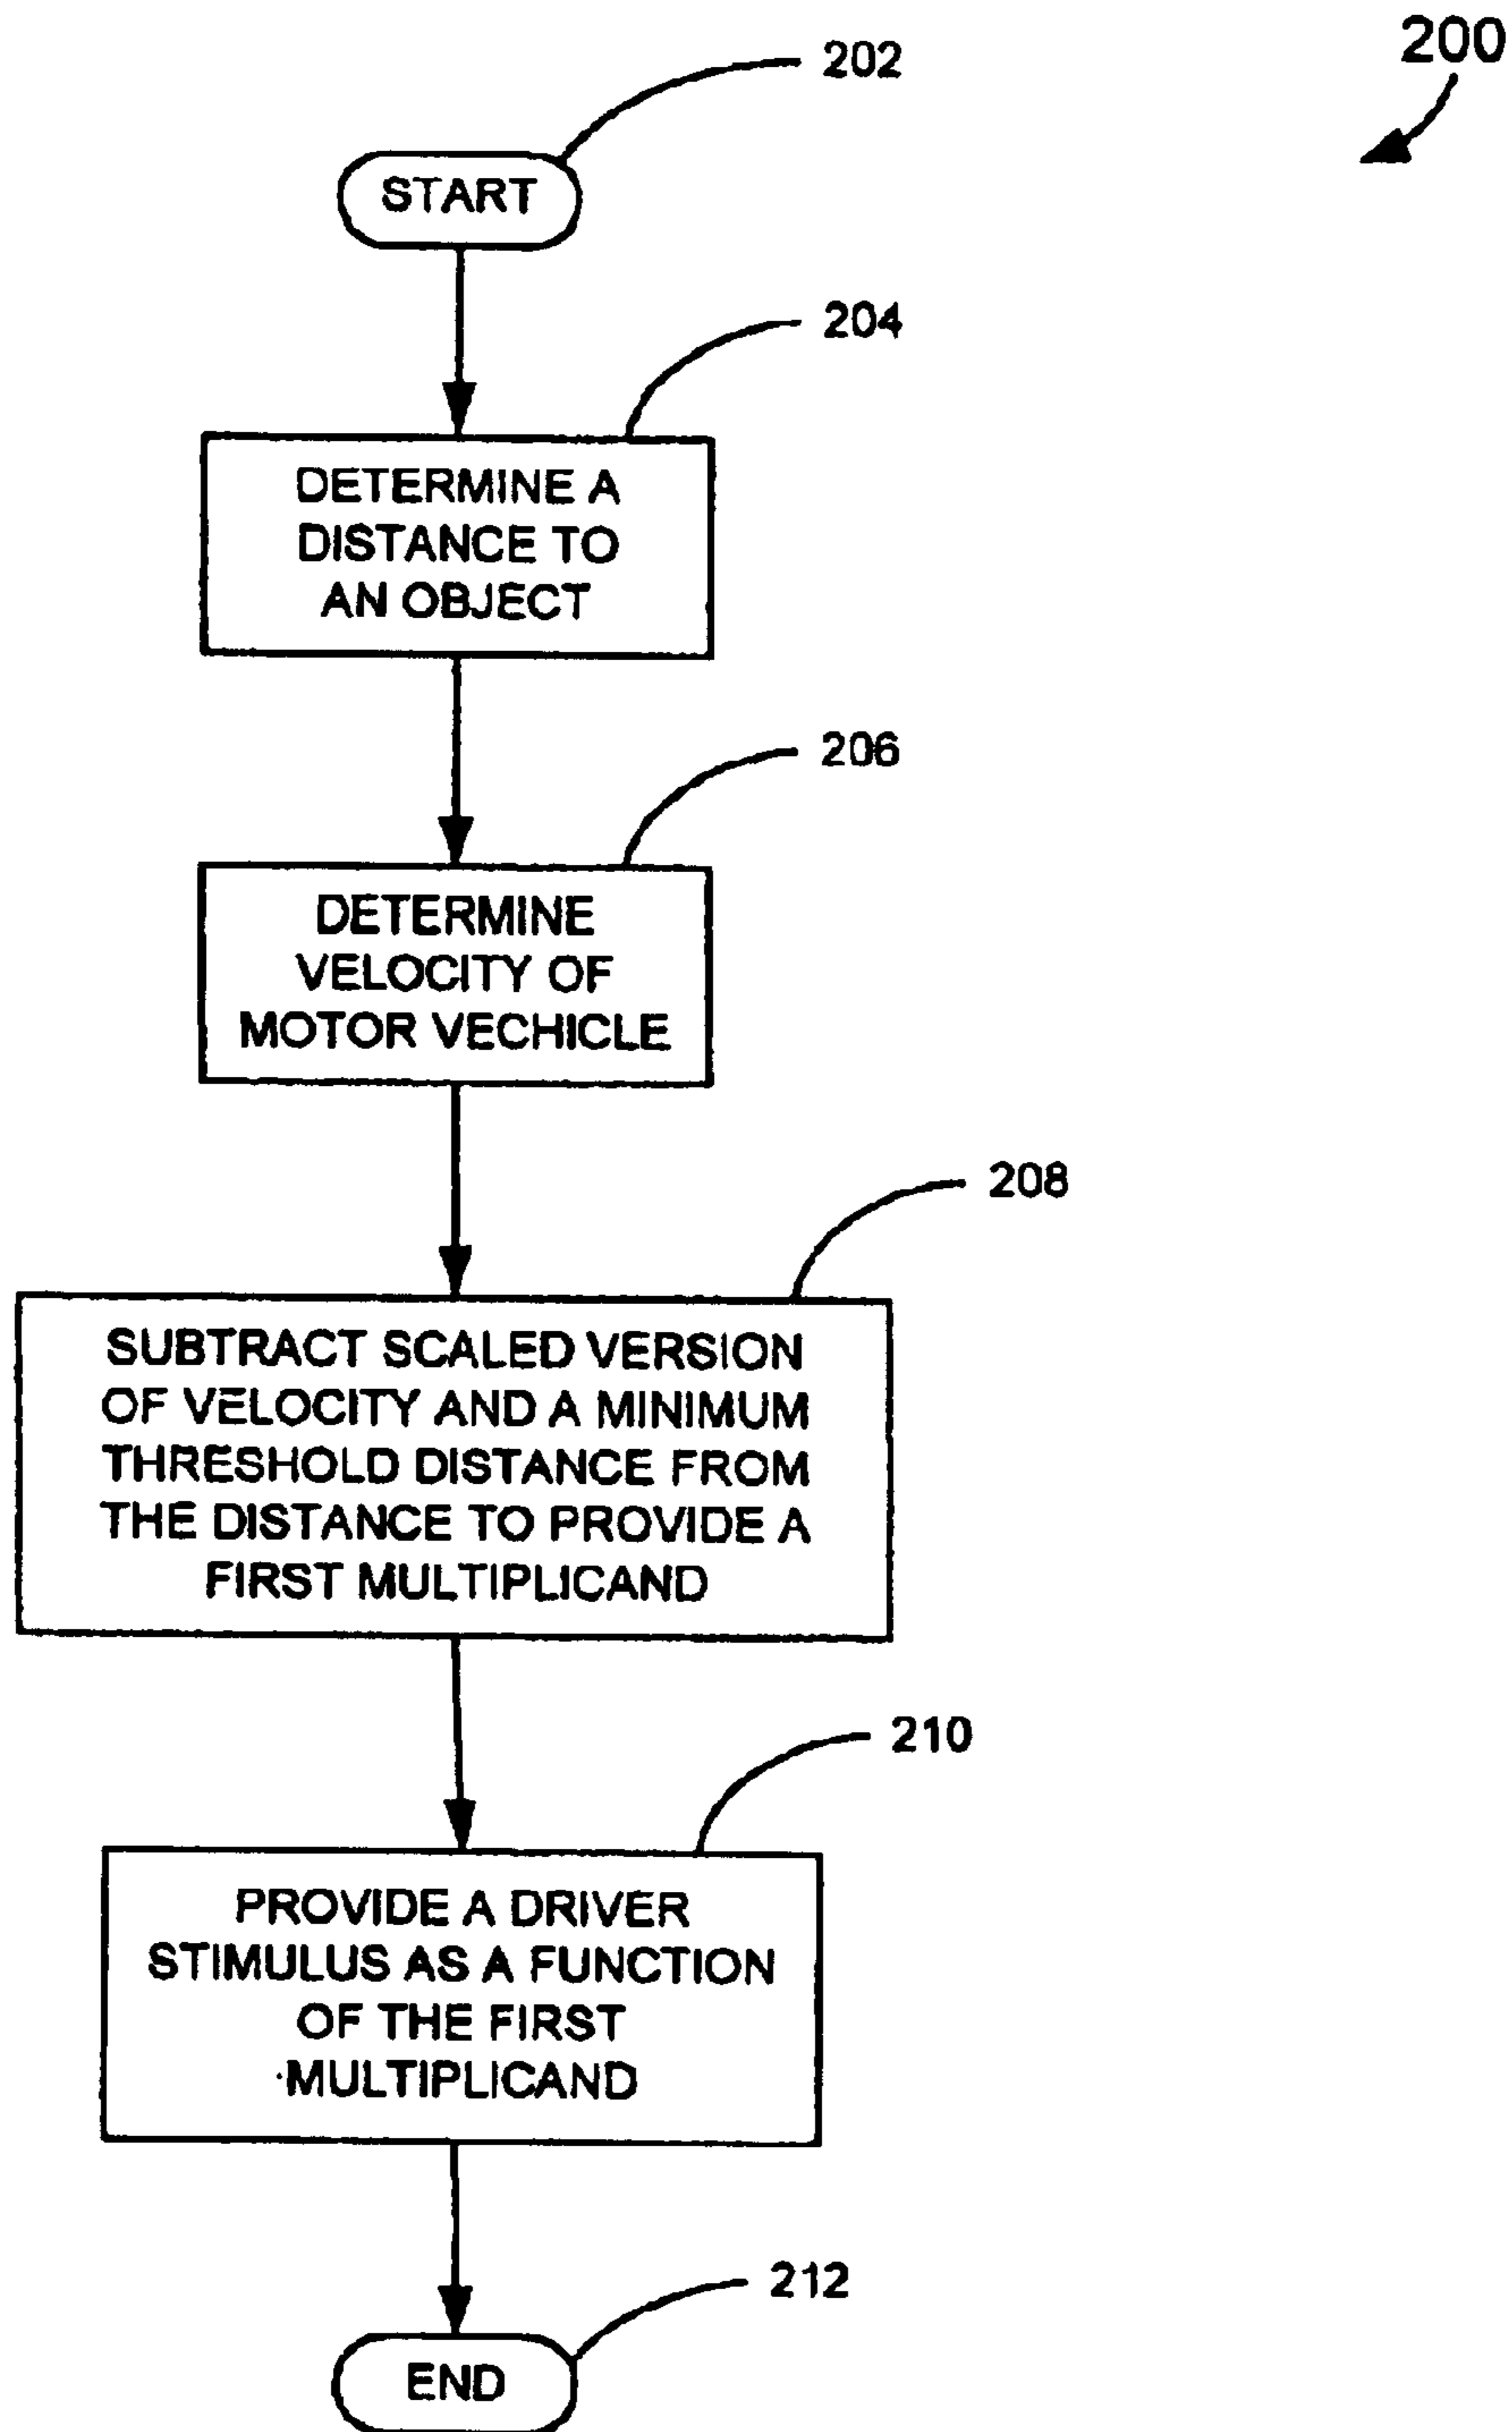 200
202
START
204
DETERMINE A
DISTANCE TO
AN OBJECT
206
DETERMINE
VELOCITY OF
MOTOR VECHICLE
208
SUBTRACT SCALED VERSION
OF VELOCITY AND A MINIMUM
THRESHOLD DISTANCE FROM
THE DISTANCE TO PROVIDE A
FIRST MULTIPLICAND
210
PROVIDE A DRIVER
STIMULUS AS A FUNCTION
OF THE FIRST
MULTIPLICAND
212
END